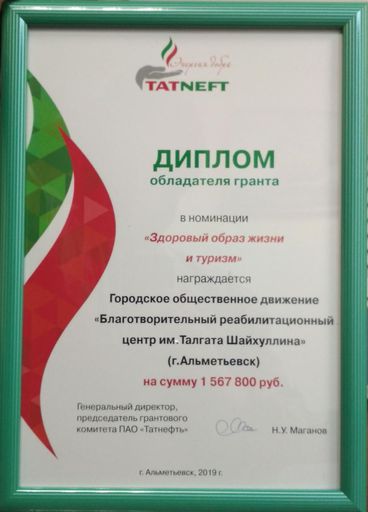 Энергия добра
TATNEFT
ДИПЛОМ
обладателя гранта
в номинации
«Здоровый образ жизни
и туризм»
награждается
Городское общественное движение
«Благотворительный реабилитационный
центр им.Талгата Шайхуллина»
(г.Альметьевск)
на сумму 1 567 800 руб.
Генеральный директор,
председатель грантового
комитета ПАО «Татнефть»
Н.У. Маганов
г. Альметьевск, 2019 г.